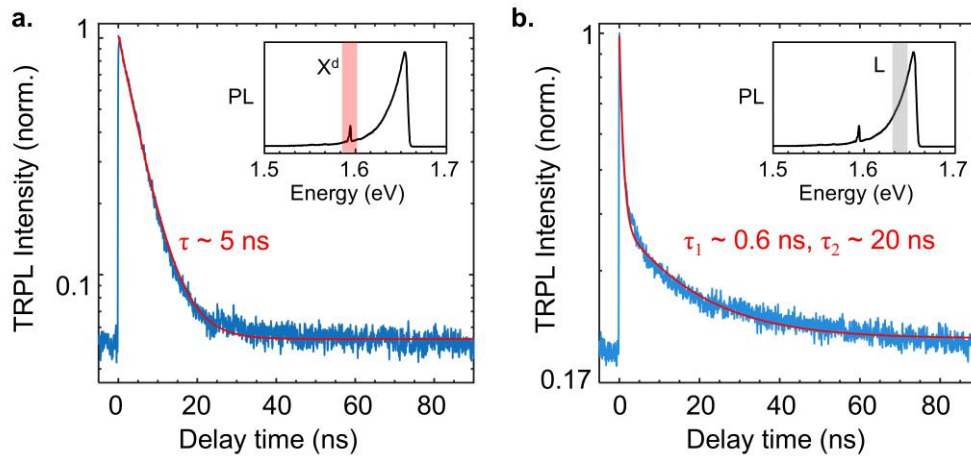 a.
1
0.1
TRPL Intensity (norm.)
τ ~ 5 ns
0 20 40 60 80
Delay time (ns)
X^d
PL
1.5 1.6 1.7
Energy (eV)
b.
1
0.17
TRPL Intensity (norm.)
τ₁ ~ 0.6 ns, τ₂ ~ 20 ns
0 20 40 60 80
Delay time (ns)
L
PL
1.5 1.6 1.7
Energy (eV)